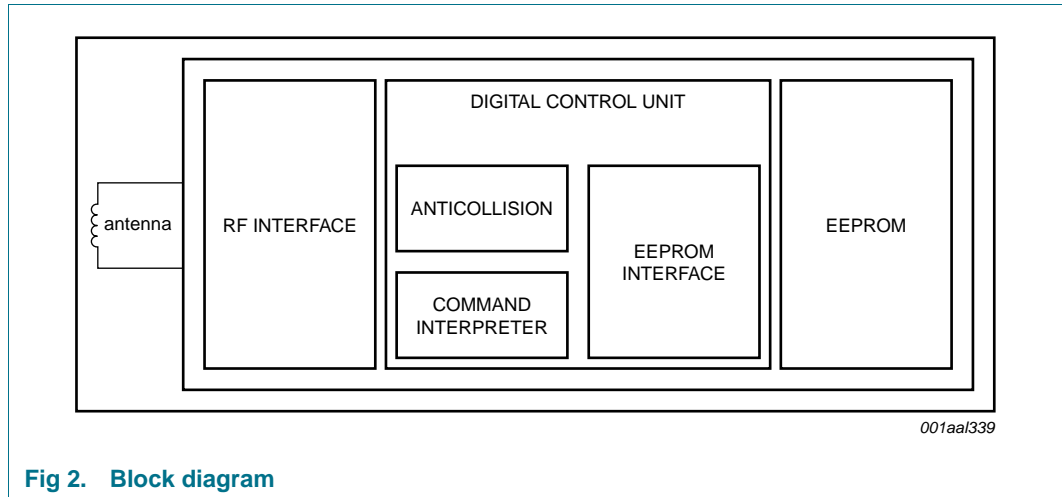 DIGITAL CONTROL UNIT
antenna
RF INTERFACE
ANTICOLLISION
COMMAND
INTERPRETER
EEPROM
INTERFACE
EEPROM
001aal339
Fig 2. Block diagram